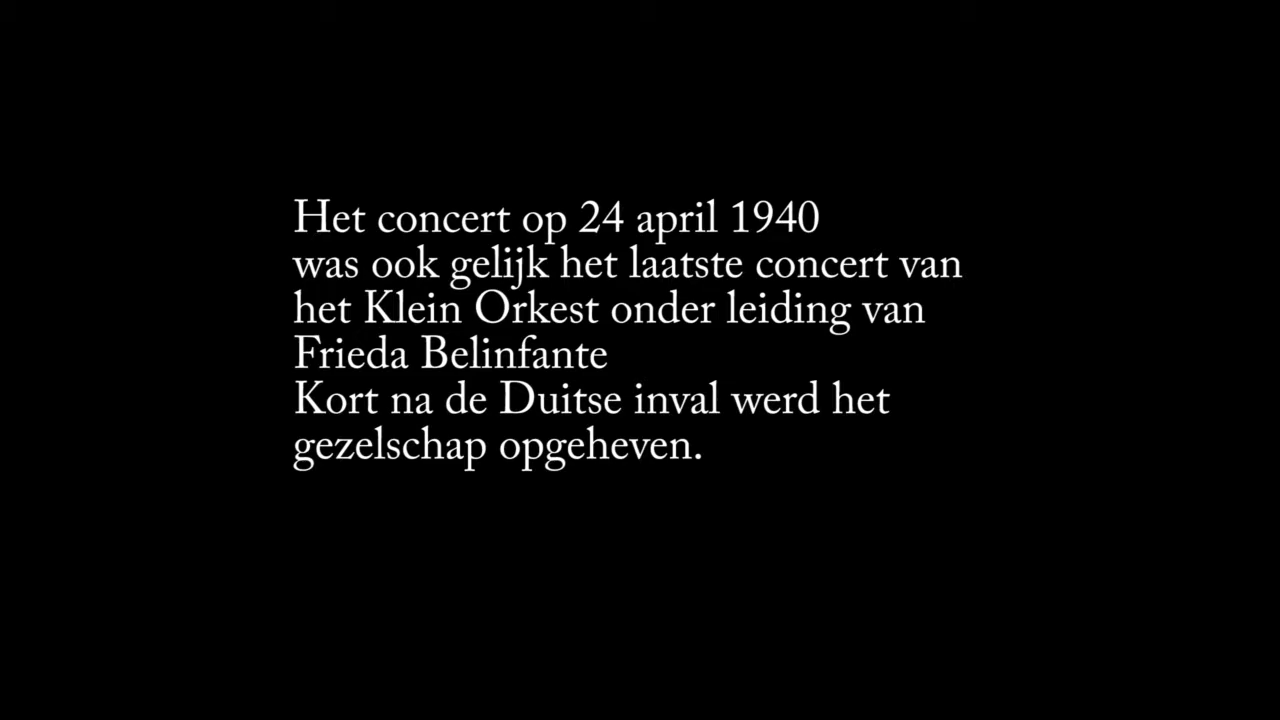 Het concert op 24 april 1940
was ook gelijk het laatste concert van
het Klein Orkest onder leiding van
Frieda Belinfante
Kort na de Duitse inval werd het
gezelschap opgeheven.